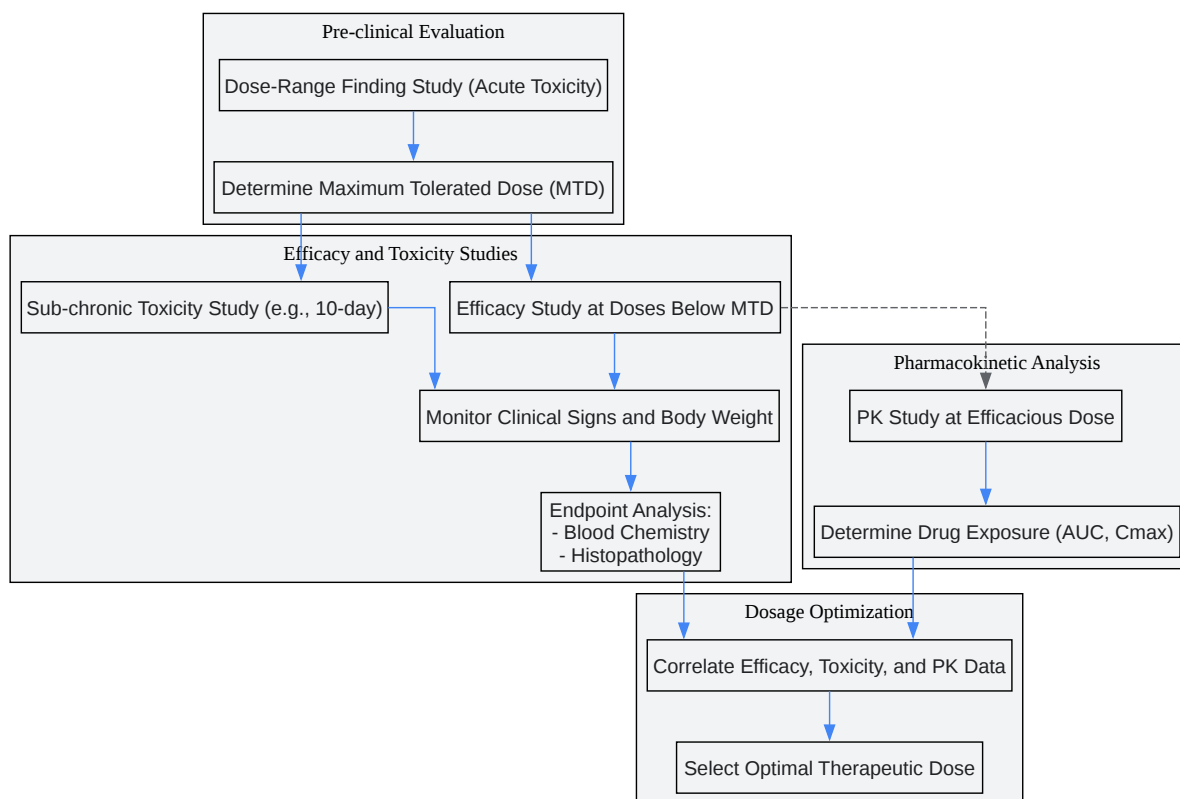 Pre-clinical Evaluation
Dose-Range Finding Study (Acute Toxicity)
Determine Maximum Tolerated Dose (MTD)
Efficacy and Toxicity Studies
Sub-chronic Toxicity Study (e.g., 10-day)
Efficacy Study at Doses Below MTD
Monitor Clinical Signs and Body Weight
Endpoint Analysis:
- Blood Chemistry
- Histopathology
Pharmacokinetic Analysis
PK Study at Efficacious Dose
Determine Drug Exposure (AUC, Cmax)
Dosage Optimization
Correlate Efficacy, Toxicity, and PK Data
Select Optimal Therapeutic Dose